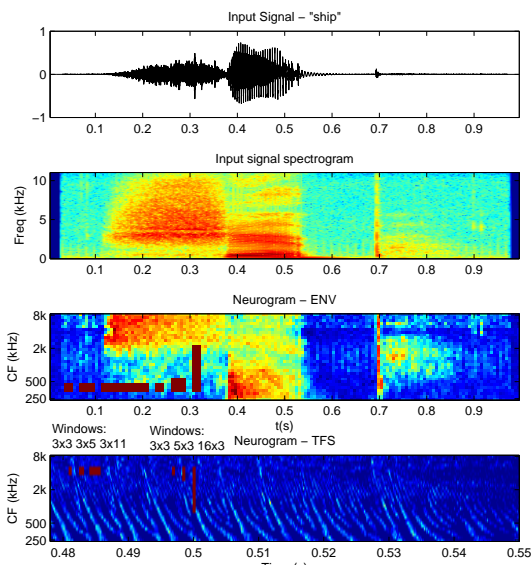 Input Signal – "ship"
1
0
−1
0.1 0.2 0.3 0.4 0.5 0.6 0.7 0.8 0.9
Input signal spectrogram
Freq (kHz)
10
5
0
0.1 0.2 0.3 0.4 0.5 0.6 0.7 0.8 0.9
Neurogram – ENV
CF (kHz)
8k
2k
500
250
0.1 0.2 0.3 0.4 0.5 0.6 0.7 0.8 0.9
t(s)
Windows:
3x3 3x5 3x11
Windows:
3x3 5x3 16x3
Neurogram – TFS
CF (kHz)
8k
2k
500
250
0.48 0.49 0.5 0.51 0.52 0.53 0.54 0.55